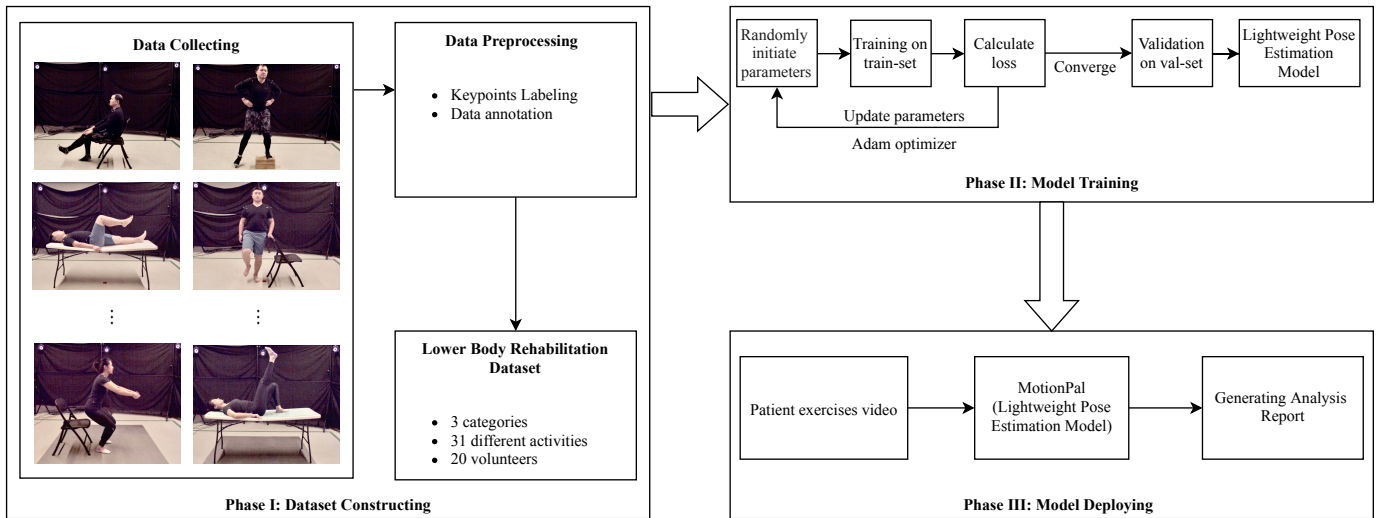 Data Collecting
⋮ ⋮
Data Preprocessing
• Keypoints Labeling
• Data annotation
Lower Body Rehabilitation
Dataset
• 3 categories
• 31 different activities
• 20 volunteers
Phase I: Dataset Constructing
Randomly
initiate
parameters
Training on
train-set
Calculate
loss
Converge
Validation
on val-set
Lightweight Pose
Estimation
Model
Update parameters
Adam optimizer
Phase II: Model Training
Patient exercises video
MotionPal
(Lightweight Pose
Estimation Model)
Generating Analysis
Report
Phase III: Model Deploying